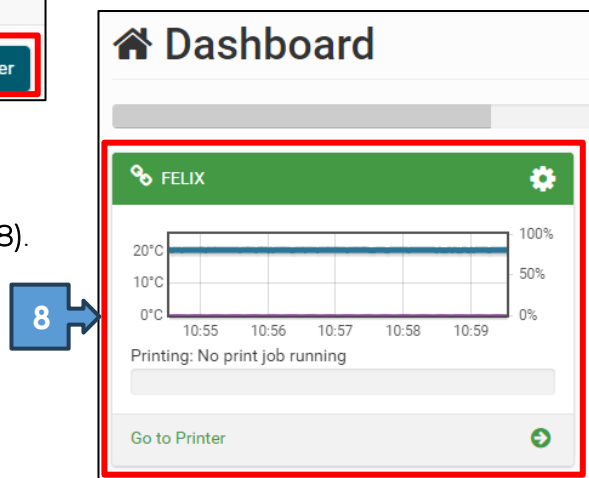 er
8).
8
Dashboard
FELIX
20°C
10°C
0°C
100%
50%
0%
10:55 10:56 10:57 10:58 10:59
Printing: No print job running
Go to Printer